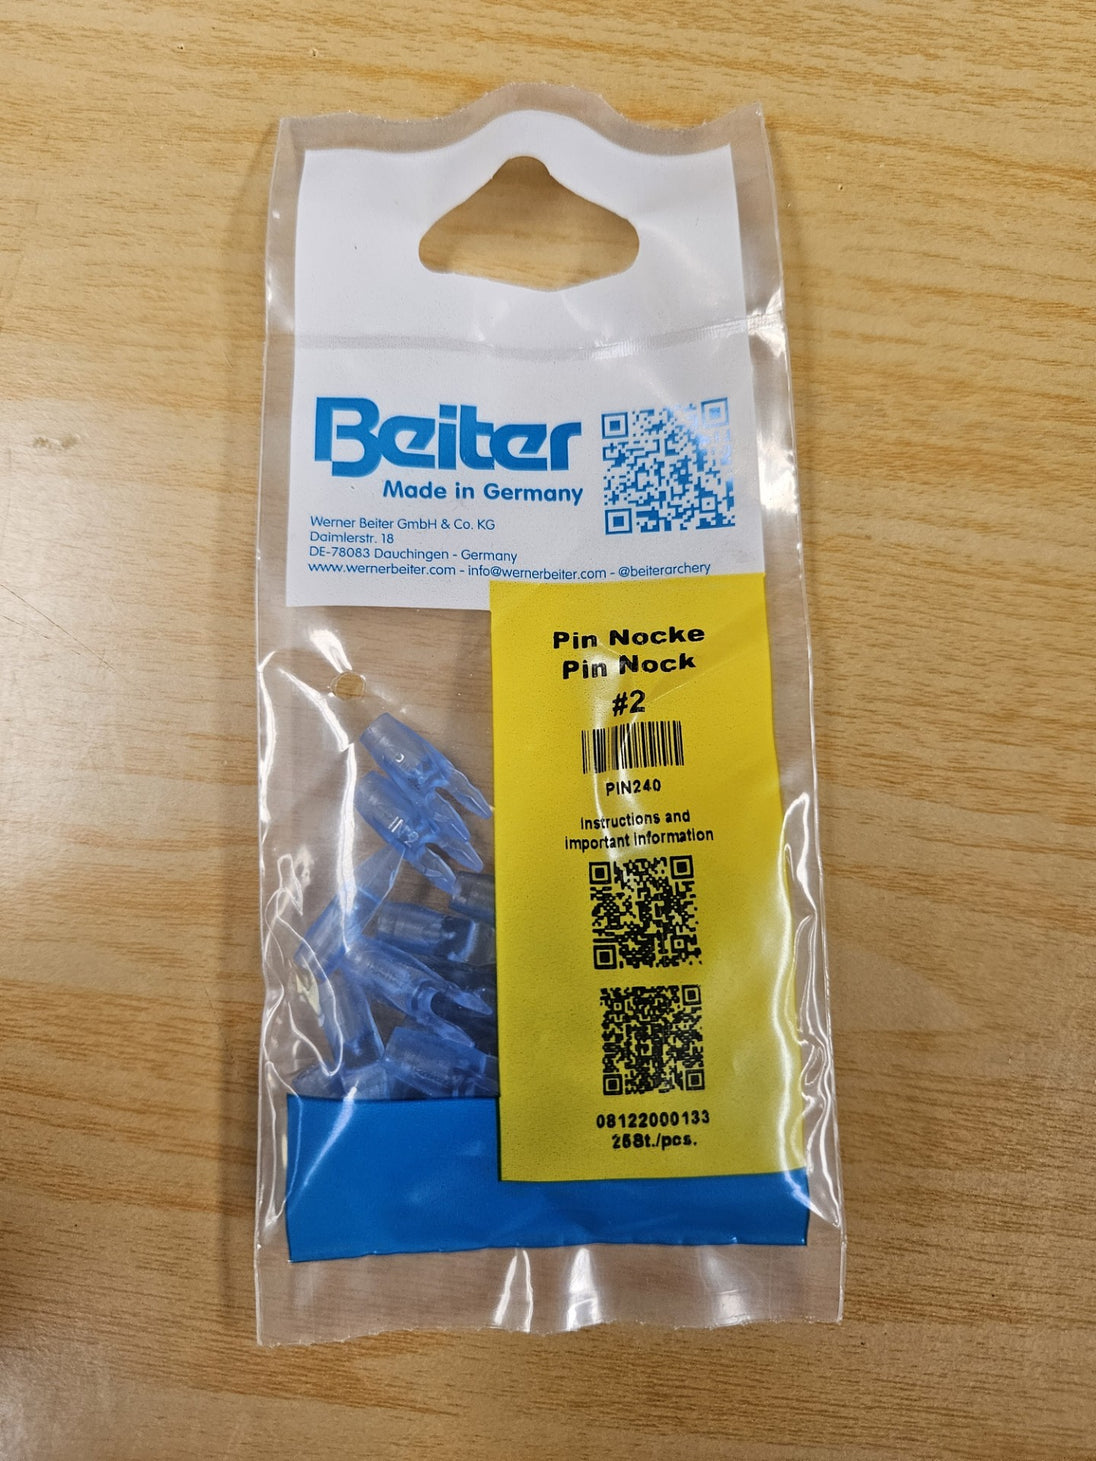 Beiter
Made in Germany
Werner Beiter GmbH & Co. KG
Daimlerstr. 18
DE-78083 Dauchingen - Germany
www.wernerbeiter.com - info@wernerbeiter.com - @beiterarchery
Pin Nocke
Pin Nock
#2
PIN240
Instructions and
important information
08122000133
25St./pcs.